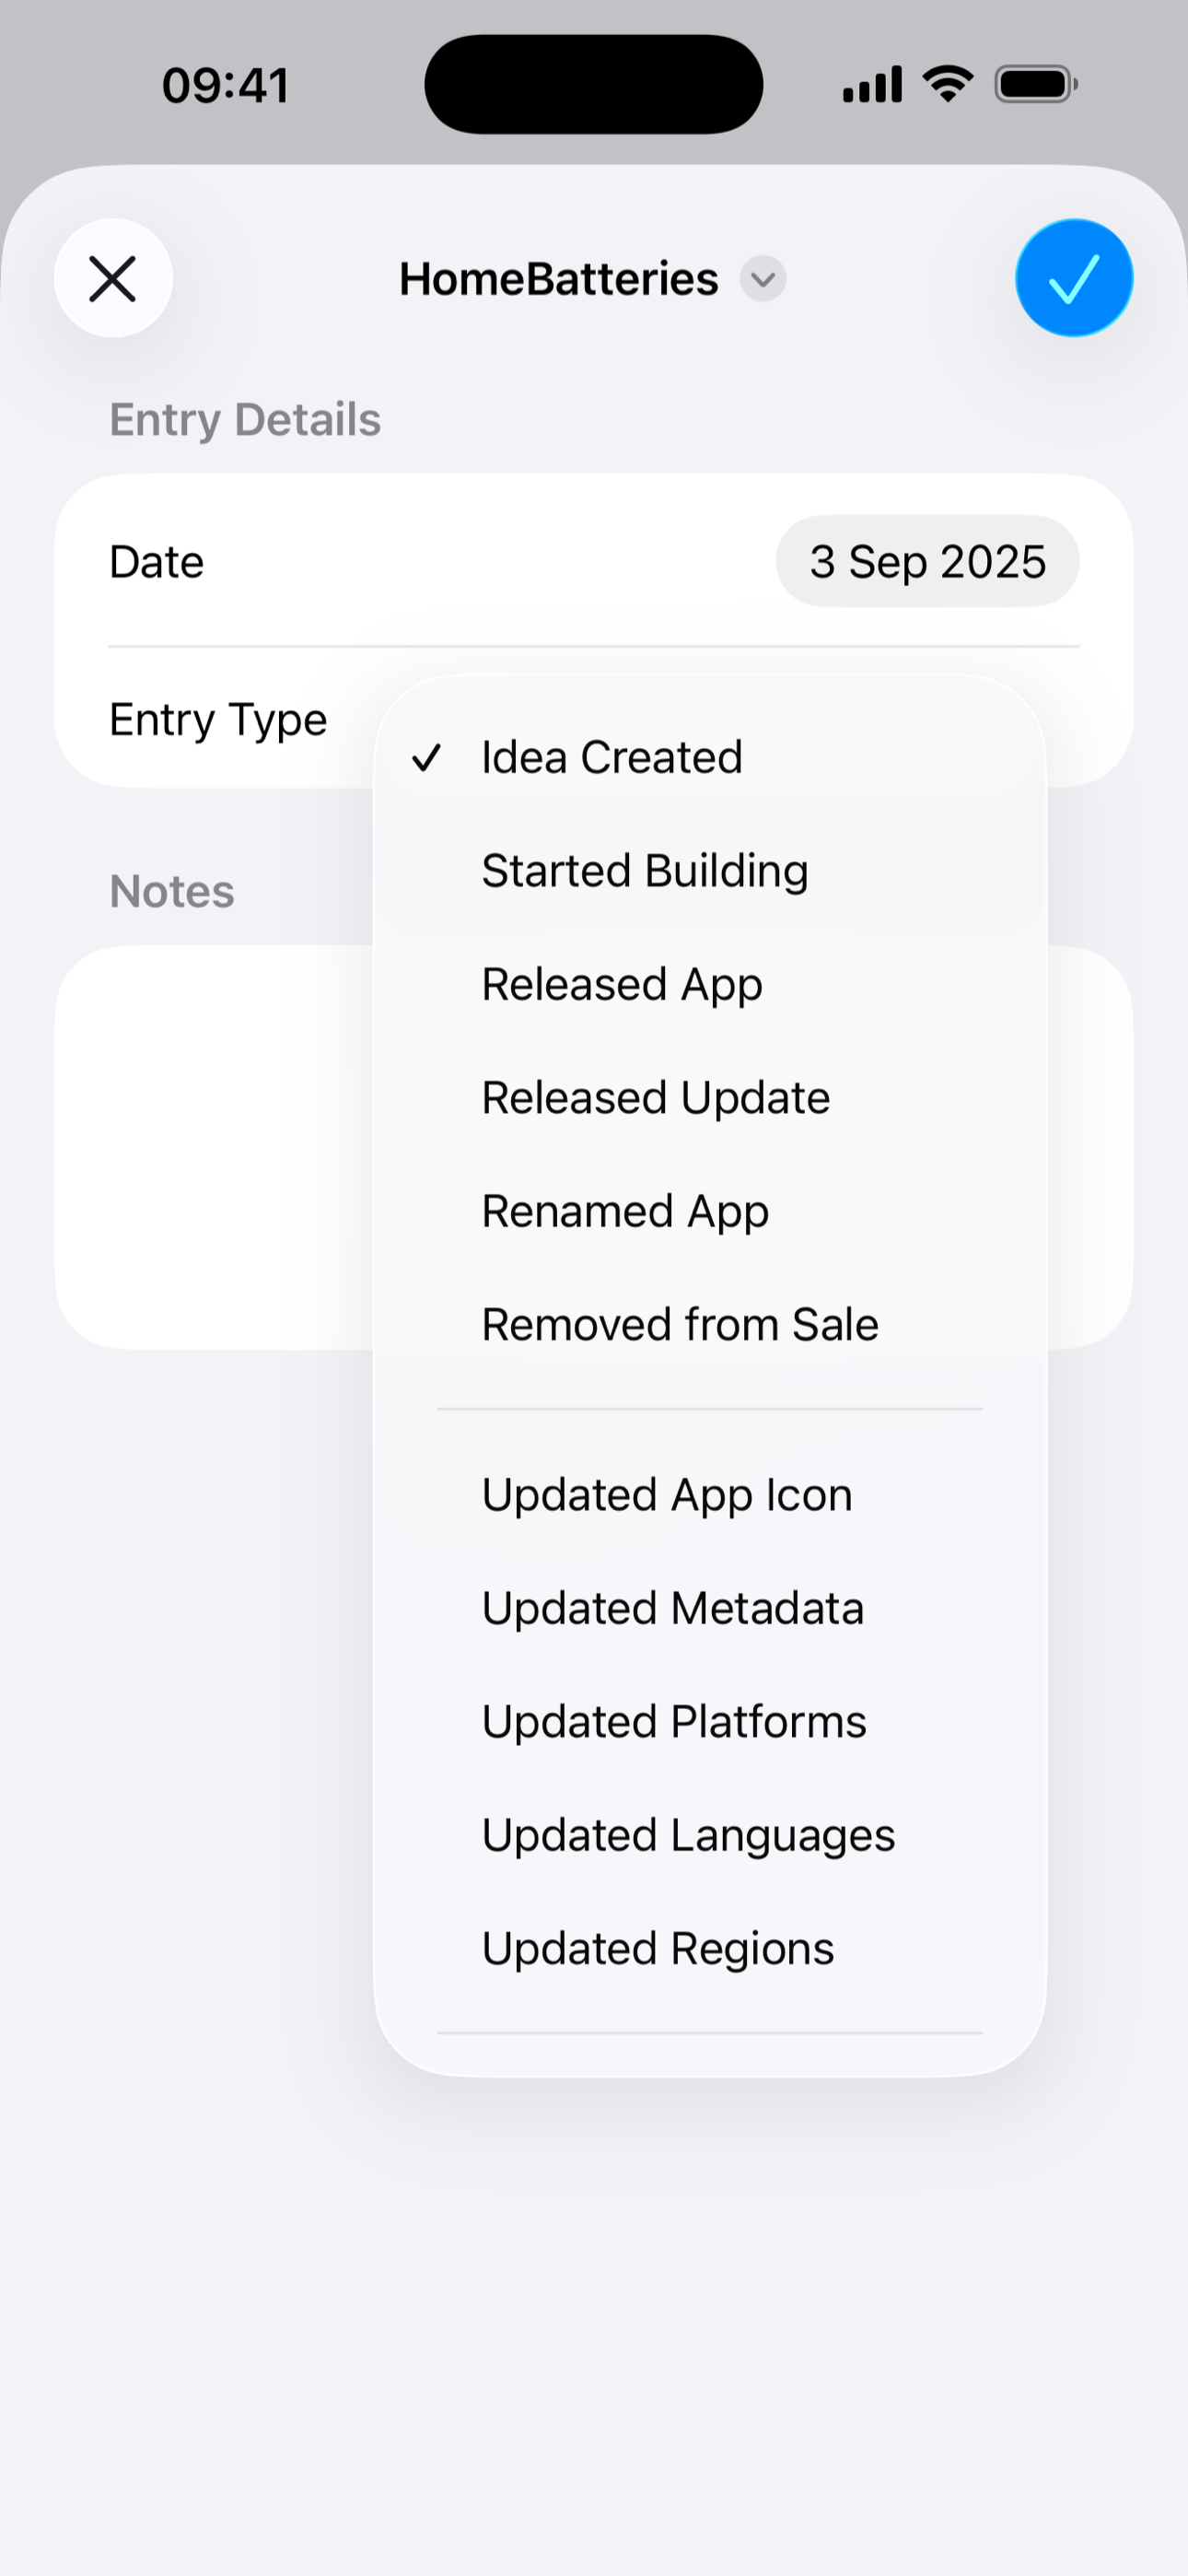 09:41
HomeBatteries
Entry Details
Date
3 Sep 2025
Entry Type
Idea Created
Started Building
Released App
Released Update
Renamed App
Removed from Sale
Updated App Icon
Updated Metadata
Updated Platforms
Updated Languages
Updated Regions
Notes